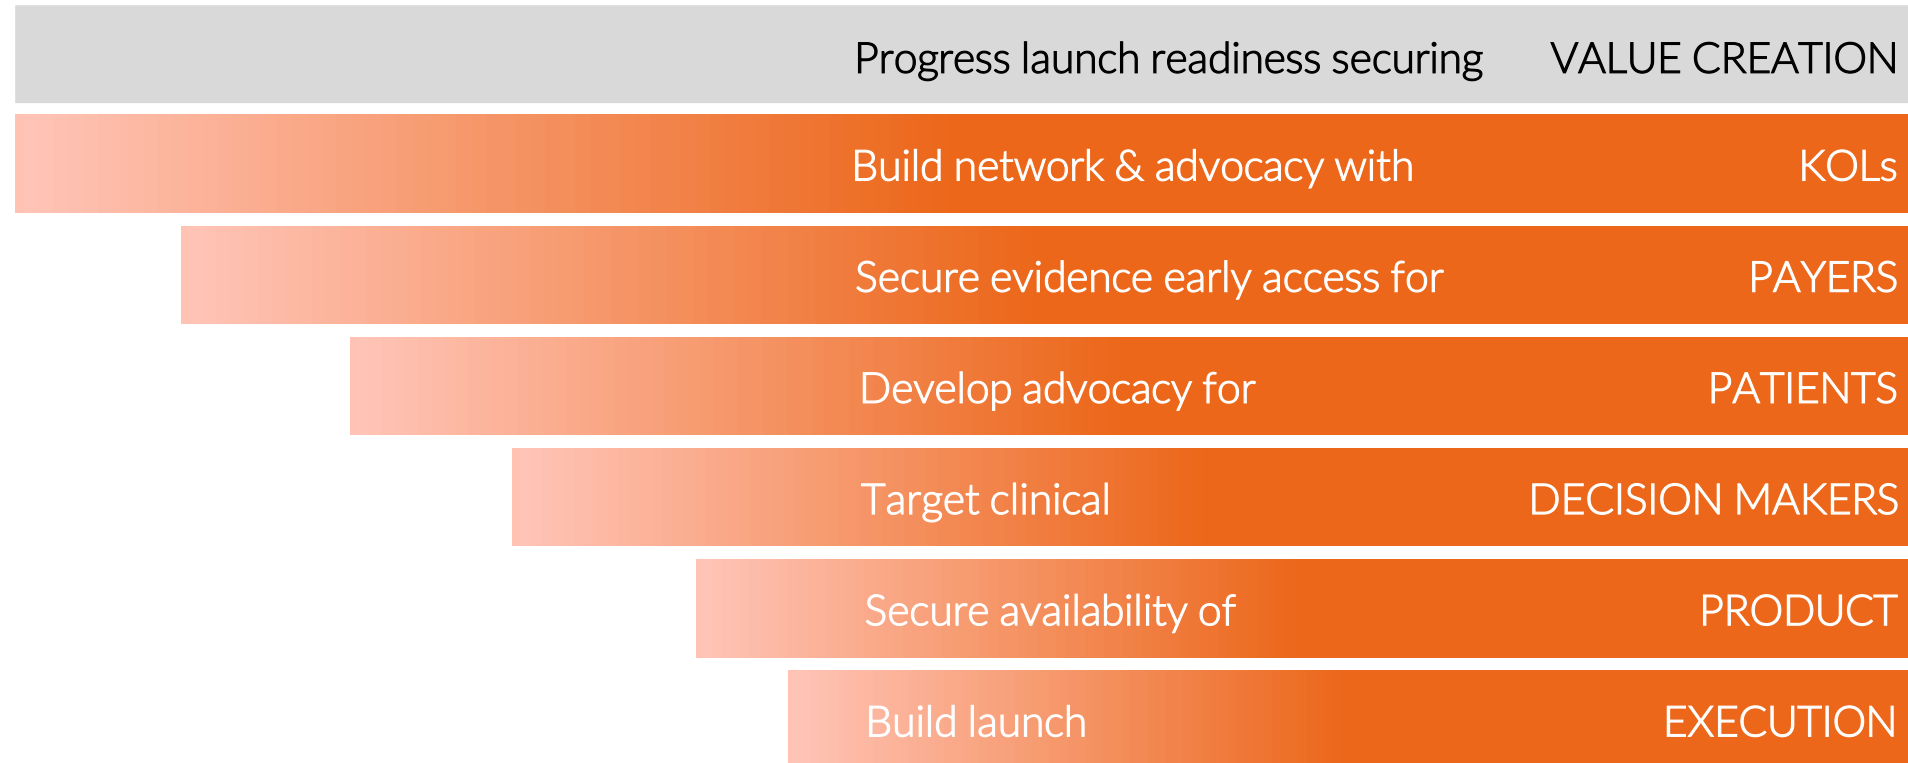 Progress launch readiness securing VALUE CREATION
Build network & advocacy with KOLs
Secure evidence early access for PAYERS
Develop advocacy for PATIENTS
Target clinical DECISION MAKERS
Secure availability of PRODUCT
Build launch EXECUTION